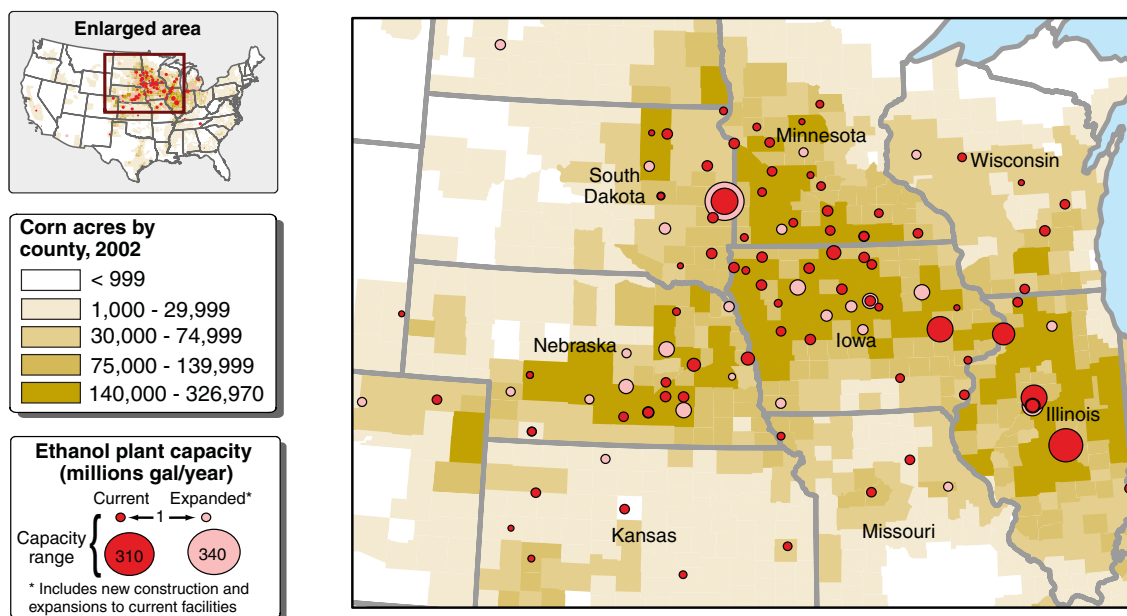 Enlarged area
Corn acres by
county, 2002
< 999
1,000 - 29,999
30,000 - 74,999
75,000 - 139,999
140,000 - 326,970
Ethanol plant capacity
(millions gal/year)
Current Expanded*
1
Capacity
range
310 340
* Includes new construction and
expansions to current facilities
Minnesota
Wisconsin
South
Dakota
Nebraska
Iowa
Illinois
Kansas
Missouri